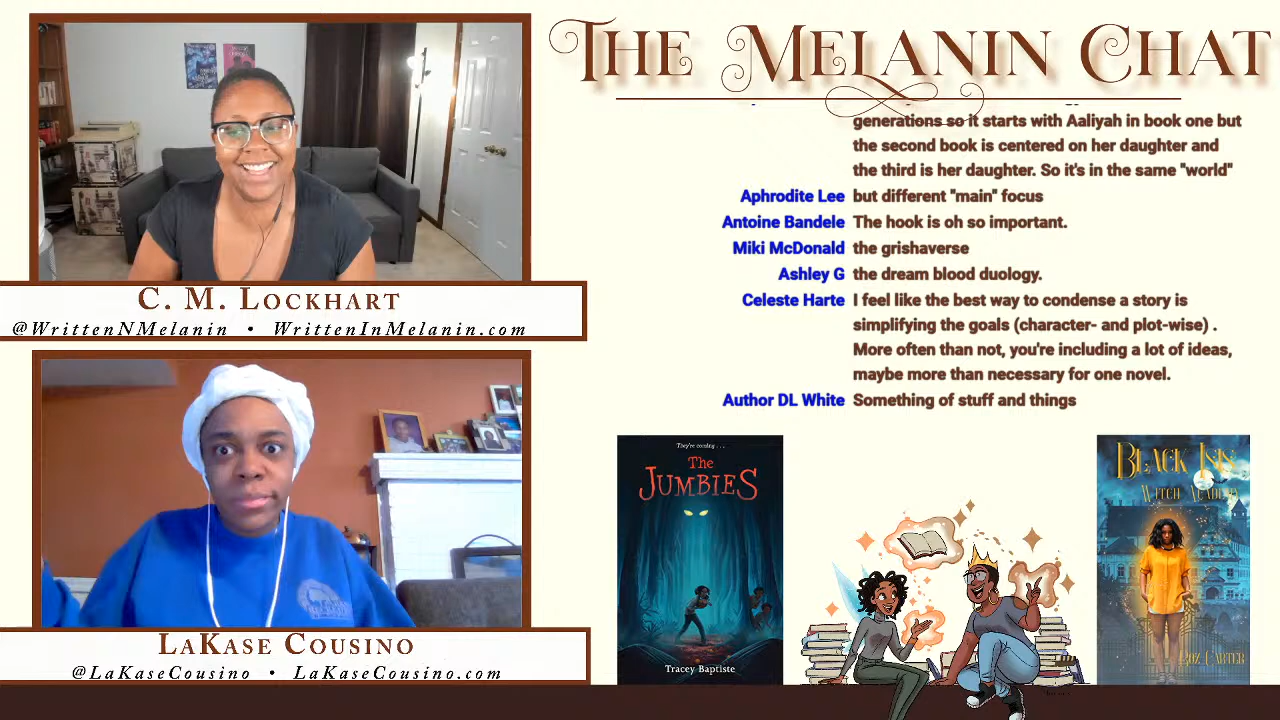 THE MELANIN CHAT
generations so it starts with Aaliyah in book one but
the second book is centered on her daughter and
the third is her daughter. So it's in the same "world"
Aphrodite Lee but different "main" focus
Antoine Bandele The hook is oh so important.
Miki McDonald the grishaverse
Ashley G the dream blood duology.
Celeste Harte I feel like the best way to condense a story is
simplifying the goals (character- and plot-wise) .
More often than not, you're including a lot of ideas,
maybe more than necessary for one novel.
Author DL White Something of stuff and things
C. M. LOCKHART
@WrittenNMelanin • WrittenInMelanin.com
LAKASE COUSINO
@LaKaseCousino • LaKaseCousino.com
They're coming . . .
The
JUMBIES
Tracey Baptiste
BLACK ISIS
WITCH ACADEMY
ROZ CARTER